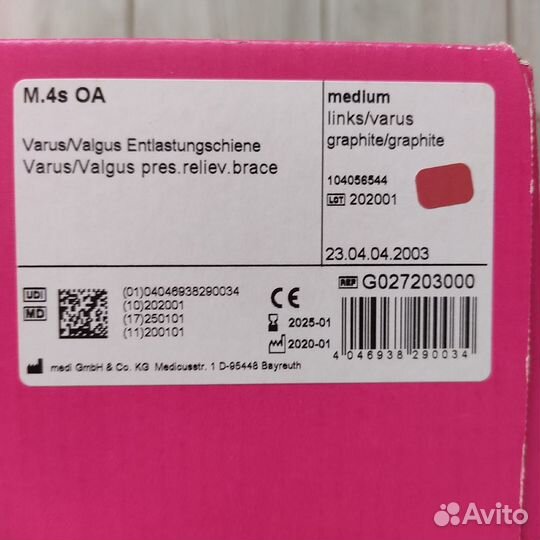 M.4s OA
Varus/Valgus Entlastungschiene
Varus/Valgus pres.reliev.brace
medium
links/varus
graphite/graphite
104056544
LOT 202001
23.04.04.2003
UDI
MD
(01)04046938290034
(10)202001
(17)250101
(11)200101
CE
2025-01
2020-01
REF G027203000
4 046938 290034
medi GmbH & Co. KG Medicusstr. 1 D-95448 Bayreuth
Avito